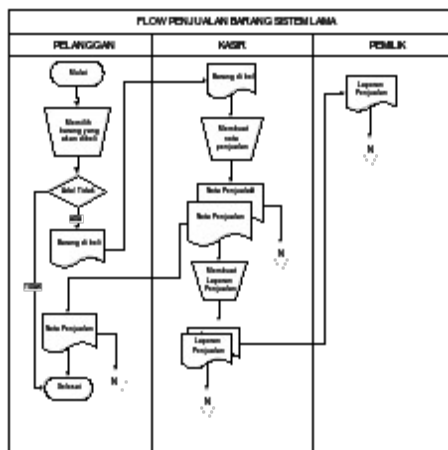 FLOW PENJUALAN BARANG SISTEM LAMA
PELANGGAN
KASIR
PEMILIK
Mulai
Memilih
barang yang
akan dibeli
Tidak
Barang di beli
Nota Penjualan
N
Selesai
Barang di beli
Membuat
nota
penjualan
Nota Penjualan
Nota Penjualan
N
Membuat
Laporan
Penjualan
Laporan
Penjualan
N
Laporan
Penjualan
N